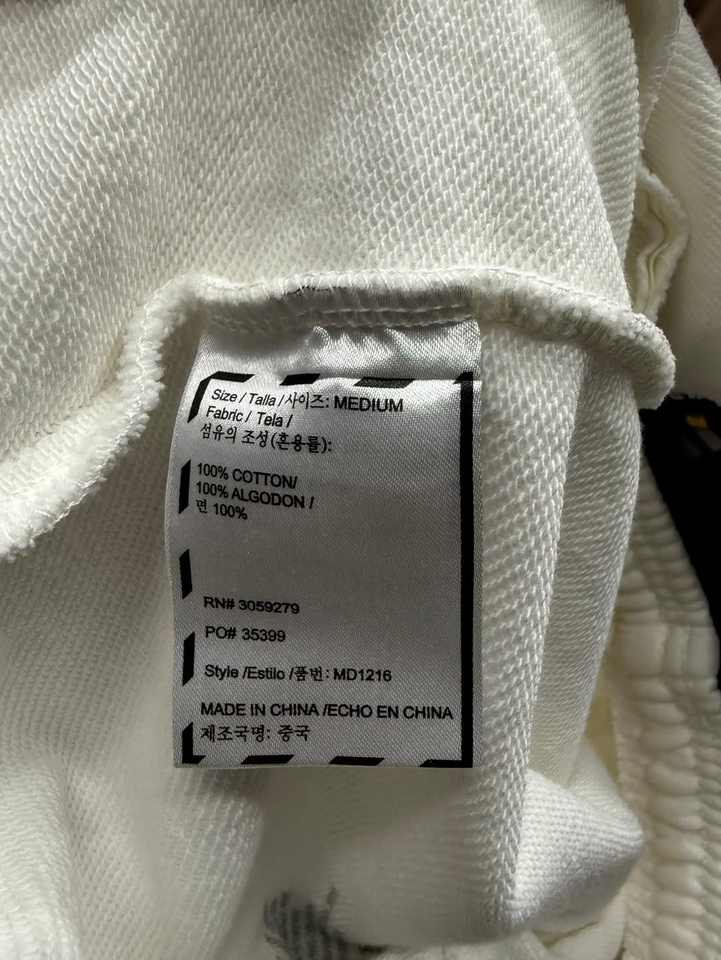 Size / Talla /사이즈: MEDIUM
Fabric / Tela /
섬유의 조성(혼용률):
100% COTTON/
100% ALGODON /
면 100%
RN# 3059279
PO# 35399
Style /Estilo /품번: MD1216
MADE IN CHINA /ECHO EN CHINA
제조국명: 중국